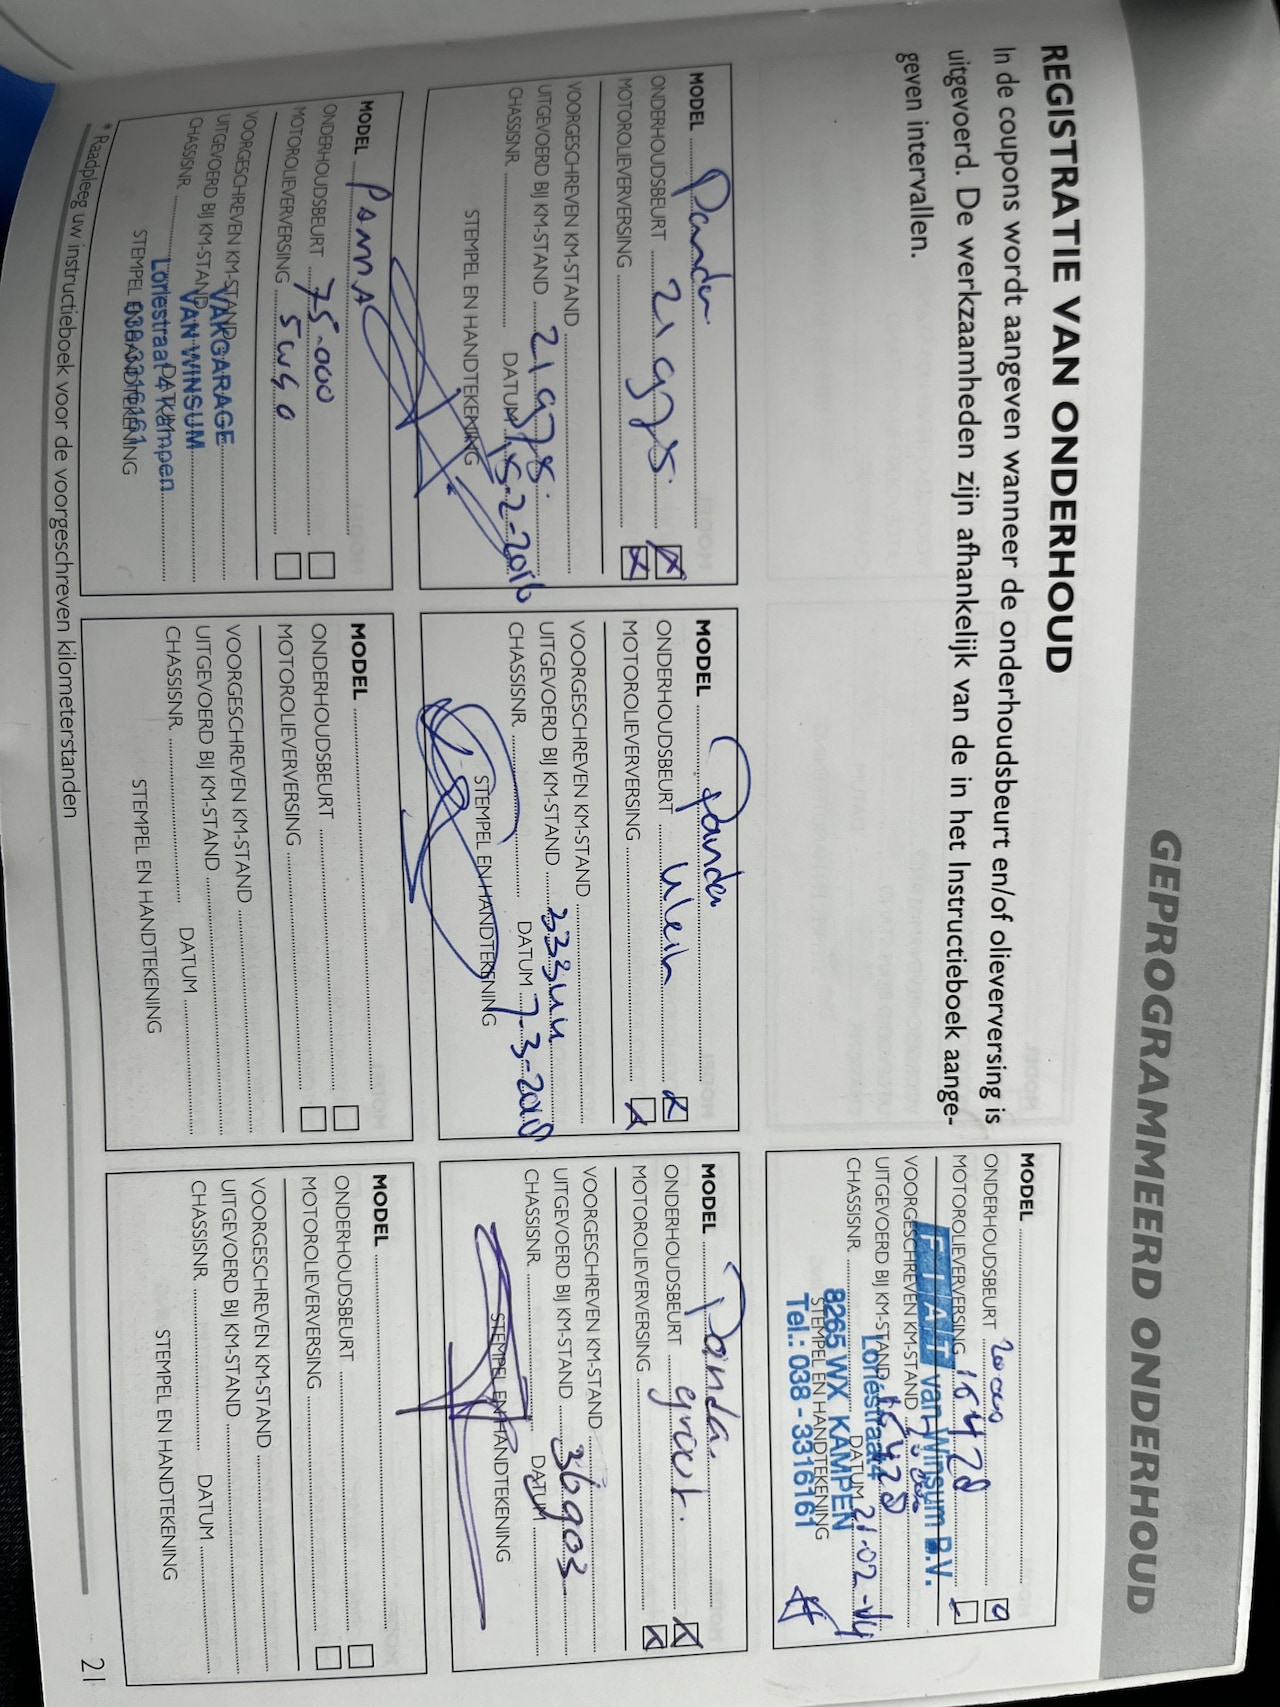 GEPROGRAMMEERD ONDERHOUD
REGISTRATIE VAN ONDERHOUD
In de coupons wordt aangegeven wanneer de onderhoudsbeurt en/of olieverversing is
uitgevoerd. De werkzaamheden zijn afhankelijk van de in het Instructieboek aange-
geven intervallen.
MODEL
ONDERHOUDSBEURT 20.000
MOTOROLIEVERVERSING 16428
VOORGESCHREVEN KM-STAND
UITGEVOERD BIJ KM-STAND 16428
CHASSISNR. DATUM 21-02-14
STEMPEL EN HANDTEKENING
FIAT van Winsum B.V.
Loriestraat 4
8265 WX KAMPEN
Tel.: 038 - 3316161
MODEL Panda
ONDERHOUDSBEURT 21975.
MOTOROLIEVERVERSING
VOORGESCHREVEN KM-STAND
UITGEVOERD BIJ KM-STAND 21975.
CHASSISNR. DATUM 15-2-2016
STEMPEL EN HANDTEKENING
MODEL Panda
ONDERHOUDSBEURT klein
MOTOROLIEVERVERSING
VOORGESCHREVEN KM-STAND
UITGEVOERD BIJ KM-STAND
CHASSISNR. DATUM 7-3-2018
STEMPEL EN HANDTEKENING
MODEL Panda
ONDERHOUDSBEURT groot.
MOTOROLIEVERVERSING
VOORGESCHREVEN KM-STAND
UITGEVOERD BIJ KM-STAND 36903
CHASSISNR. DATUM
STEMPEL EN HANDTEKENING
MODEL
ONDERHOUDSBEURT 75.000
MOTOROLIEVERVERSING 5W40
VOORGESCHREVEN KM-STAND
UITGEVOERD BIJ KM-STAND
CHASSISNR. DATUM
STEMPEL EN HANDTEKENING
VAKGARAGE
VAN WINSUM
Loriestraat 4 Kampen
038-3316161
MODEL
ONDERHOUDSBEURT
MOTOROLIEVERVERSING
VOORGESCHREVEN KM-STAND
UITGEVOERD BIJ KM-STAND
CHASSISNR. DATUM
STEMPEL EN HANDTEKENING
MODEL
ONDERHOUDSBEURT
MOTOROLIEVERVERSING
VOORGESCHREVEN KM-STAND
UITGEVOERD BIJ KM-STAND
CHASSISNR. DATUM
STEMPEL EN HANDTEKENING
* Raadpleeg uw instructieboek voor de voorgeschreven kilometerstanden
21